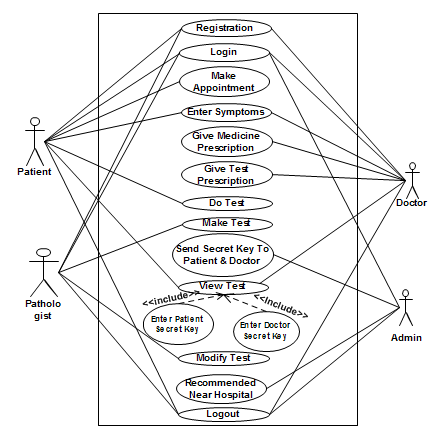 Registration
Login
Make
Appointment
Enter Symptoms
Give Medicine
Prescription
Give Test
Prescription
Do Test
Make Test
Send Secret Key To
Patient & Doctor
View Test
<<include>>
<<Include>>
Enter Patient
Secret Key
Enter Doctor
Secret Key
Modify Test
Recommended
Near Hospital
Logout
Patient
Patholo
gist
Doctor
Admin